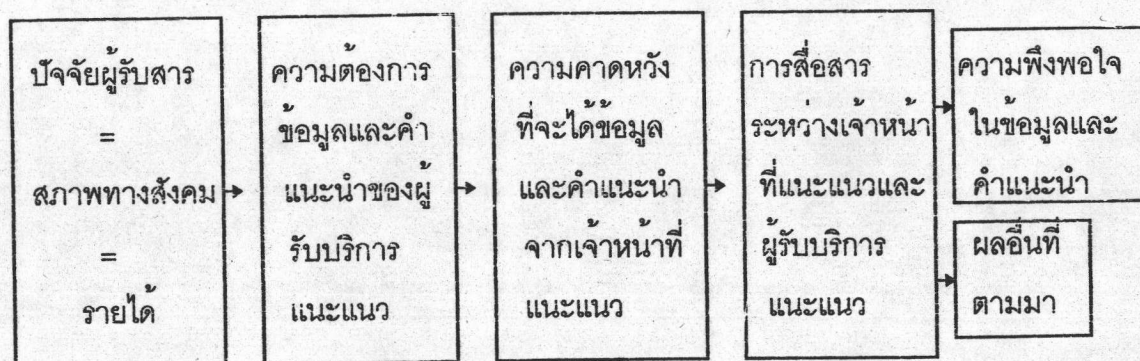 ปัจจัยผู้รับสาร
=
สภาพทางสังคม
=
รายได้
ความต้องการ
ข้อมูลและคำ
แนะนำของผู้
รับบริการ
แนะแนว
ความคาดหวัง
ที่จะได้ข้อมูล
และคำแนะนำ
จากเจ้าหน้าที่
แนะแนว
การสื่อสาร
ระหว่างเจ้าหน้า
ที่แนะแนวและ
ผู้รับบริการ
แนะแนว
ความพึงพอใจ
ในข้อมูลและ
คำแนะนำ
ผลอื่นที่
ตามมา